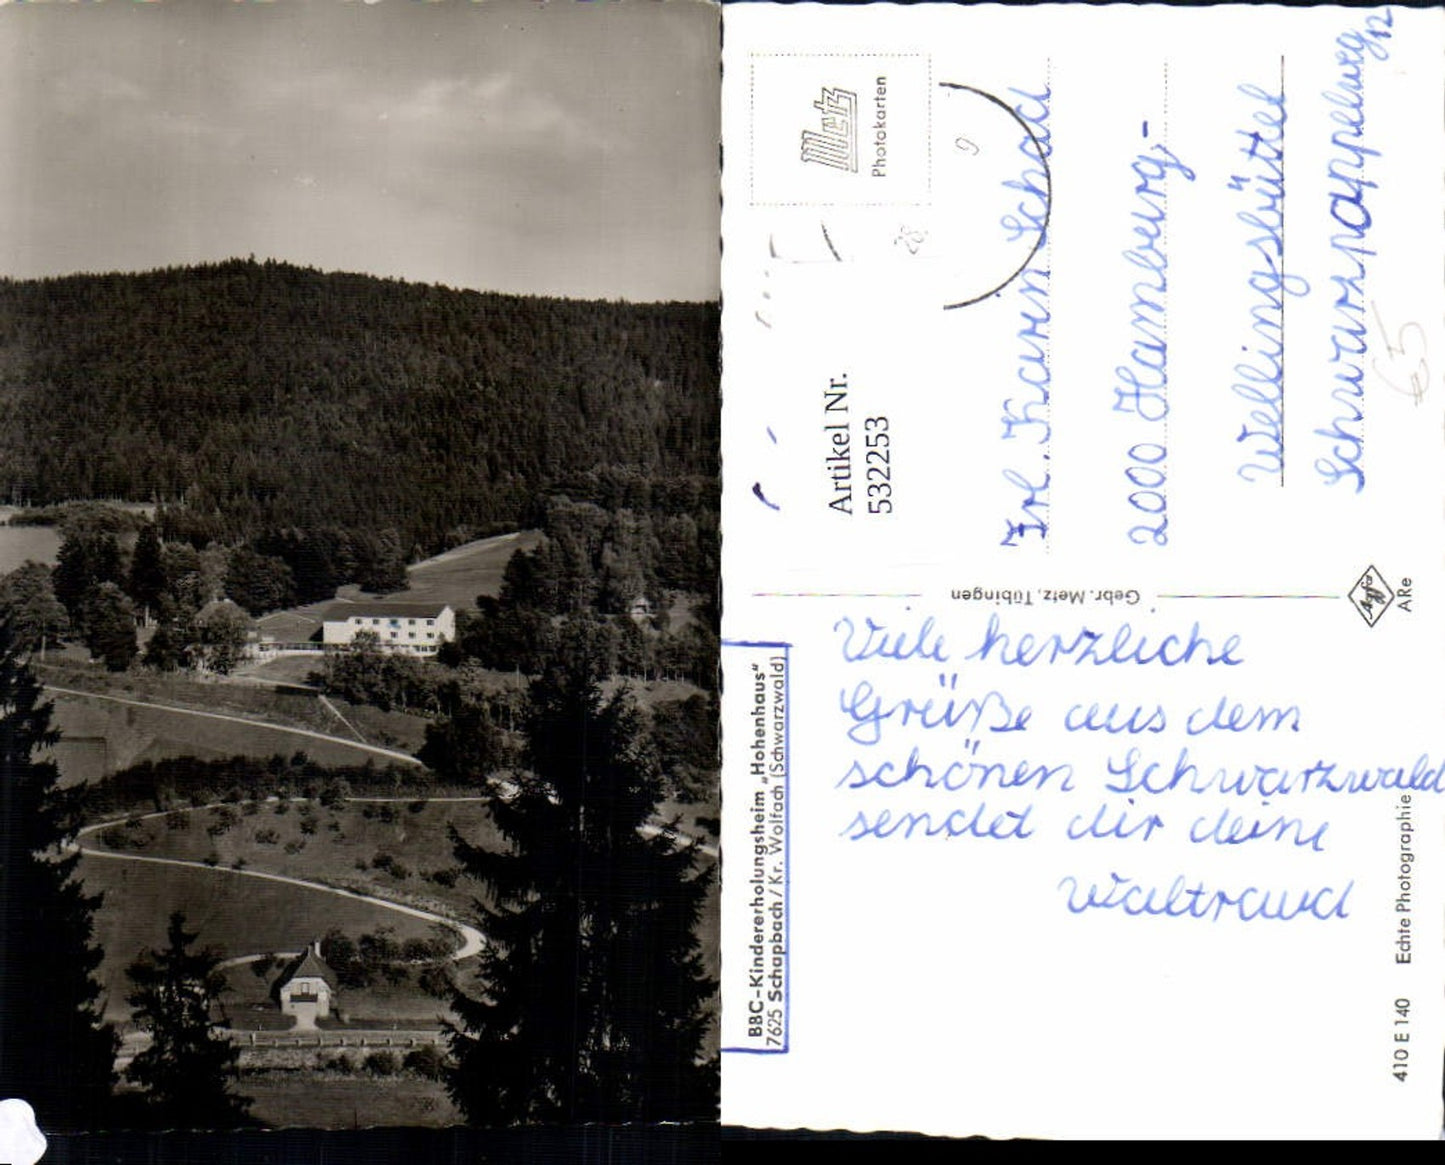 Metz
Photokarten
Artikel Nr.
532253
Frl. Karin Schad
2000 Hamburg-
Wellingsbüttel
12
Gebr. Metz, Tübingen
Agfa
ARe
BBC-Kindererholungsheim „Hohenhaus“
7625 Schapbach / Kr. Wolfach (Schwarzwald)
Viele herzliche
Grüße aus dem
schönen Schwarzwald
sendet dir deine
Waltraud
410 E 140 Echte Photographie
€5